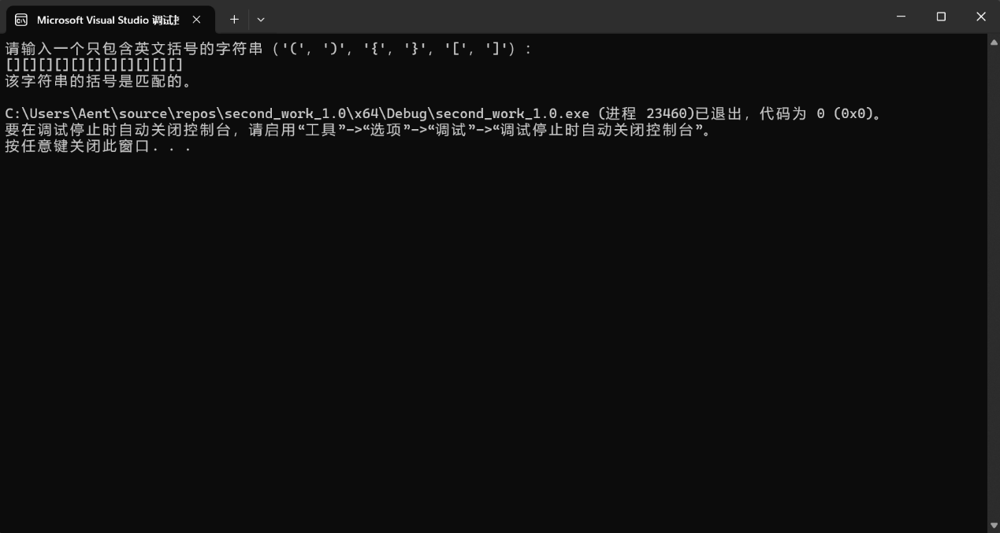 Microsoft Visual Studio 调试
请输入一个只包含英文括号的字符串（'(', ')', '{', '}', '[', ']'）：
[][][][][][][][][][][]
该字符串的括号是匹配的。
C:\Users\Aent\source\repos\second_work_1.0\x64\Debug\second_work_1.0.exe (进程 23460)已退出，代码为 0 (0x0)。
要在调试停止时自动关闭控制台，请启用“工具”->“选项”->“调试”->“调试停止时自动关闭控制台”。
按任意键关闭此窗口. . .